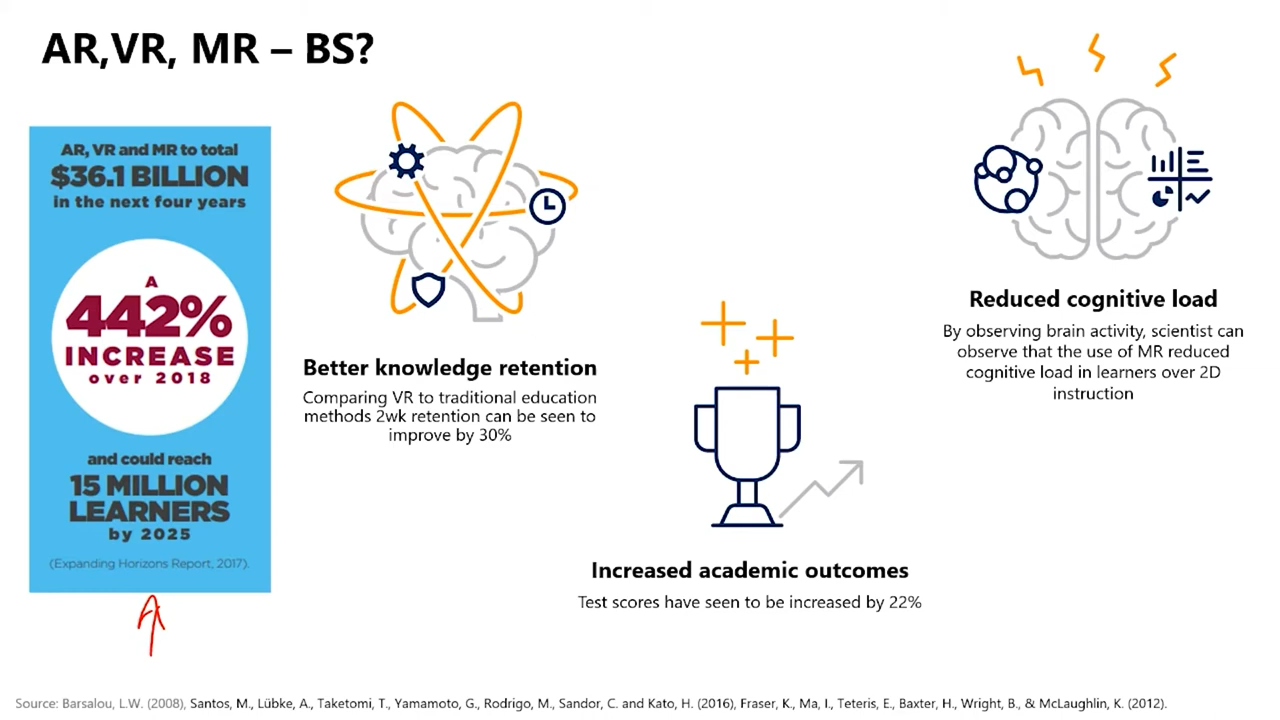 AR,VR, MR – BS?
AR, VR and MR to total
$36.1 BILLION
in the next four years
A
442%
INCREASE
over 2018
and could reach
15 MILLION
LEARNERS
by 2025
(Expanding Horizons Report, 2017).
Better knowledge retention
Comparing VR to traditional education
methods 2wk retention can be seen to
improve by 30%
Increased academic outcomes
Test scores have seen to be increased by 22%
Reduced cognitive load
By observing brain activity, scientist can
observe that the use of MR reduced
cognitive load in learners over 2D
instruction
Source: Barsalou, L.W. (2008), Santos, M., Lübke, A., Taketomi, T., Yamamoto, G., Rodrigo, M., Sandor, C. and Kato, H. (2016), Fraser, K., Ma, I., Teteris, E., Baxter, H., Wright, B., & McLaughlin, K. (2012).